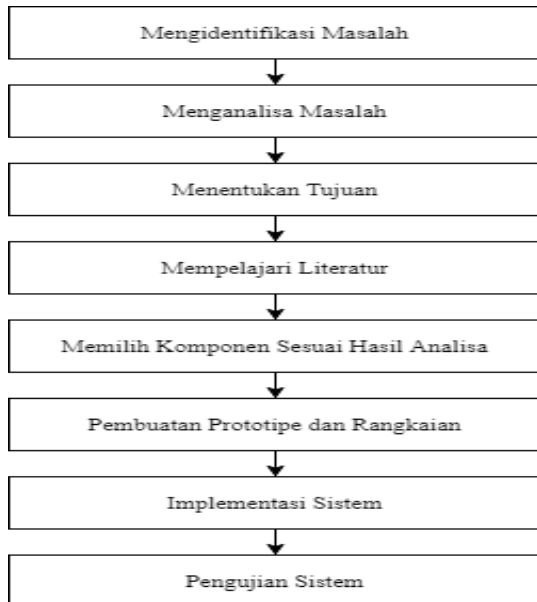 Mengidentifikasi Masalah
Menganalisa Masalah
Menentukan Tujuan
Mempelajari Literatur
Memilih Komponen Sesuai Hasil Analisa
Pembuatan Prototipe dan Rangkaian
Implementasi Sistem
Pengujian Sistem